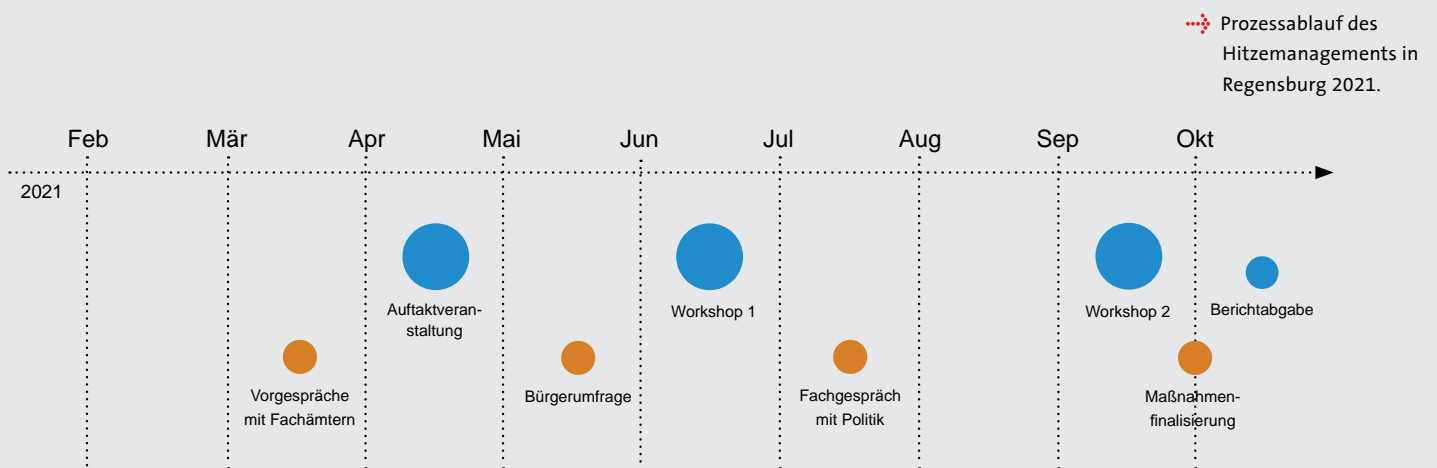 Prozessablauf des
Hitzemanagements in
Regensburg 2021.
Feb Mär Apr Mai Jun Jul Aug Sep Okt
2021
Auftaktveran-
staltung
Workshop 1
Workshop 2
Berichtabgabe
Vorgespräche
mit Fachämtern
Bürgerumfrage
Fachgespräch
mit Politik
Maßnahmen-
finalisierung